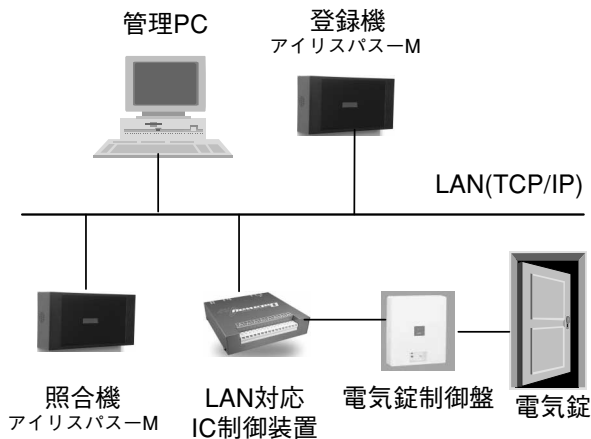 管理PC
登録機
アイリスパスーM
LAN(TCP/IP)
照合機
アイリスパスーM
LAN対応
IC制御装置
電気錠制御盤
電気錠